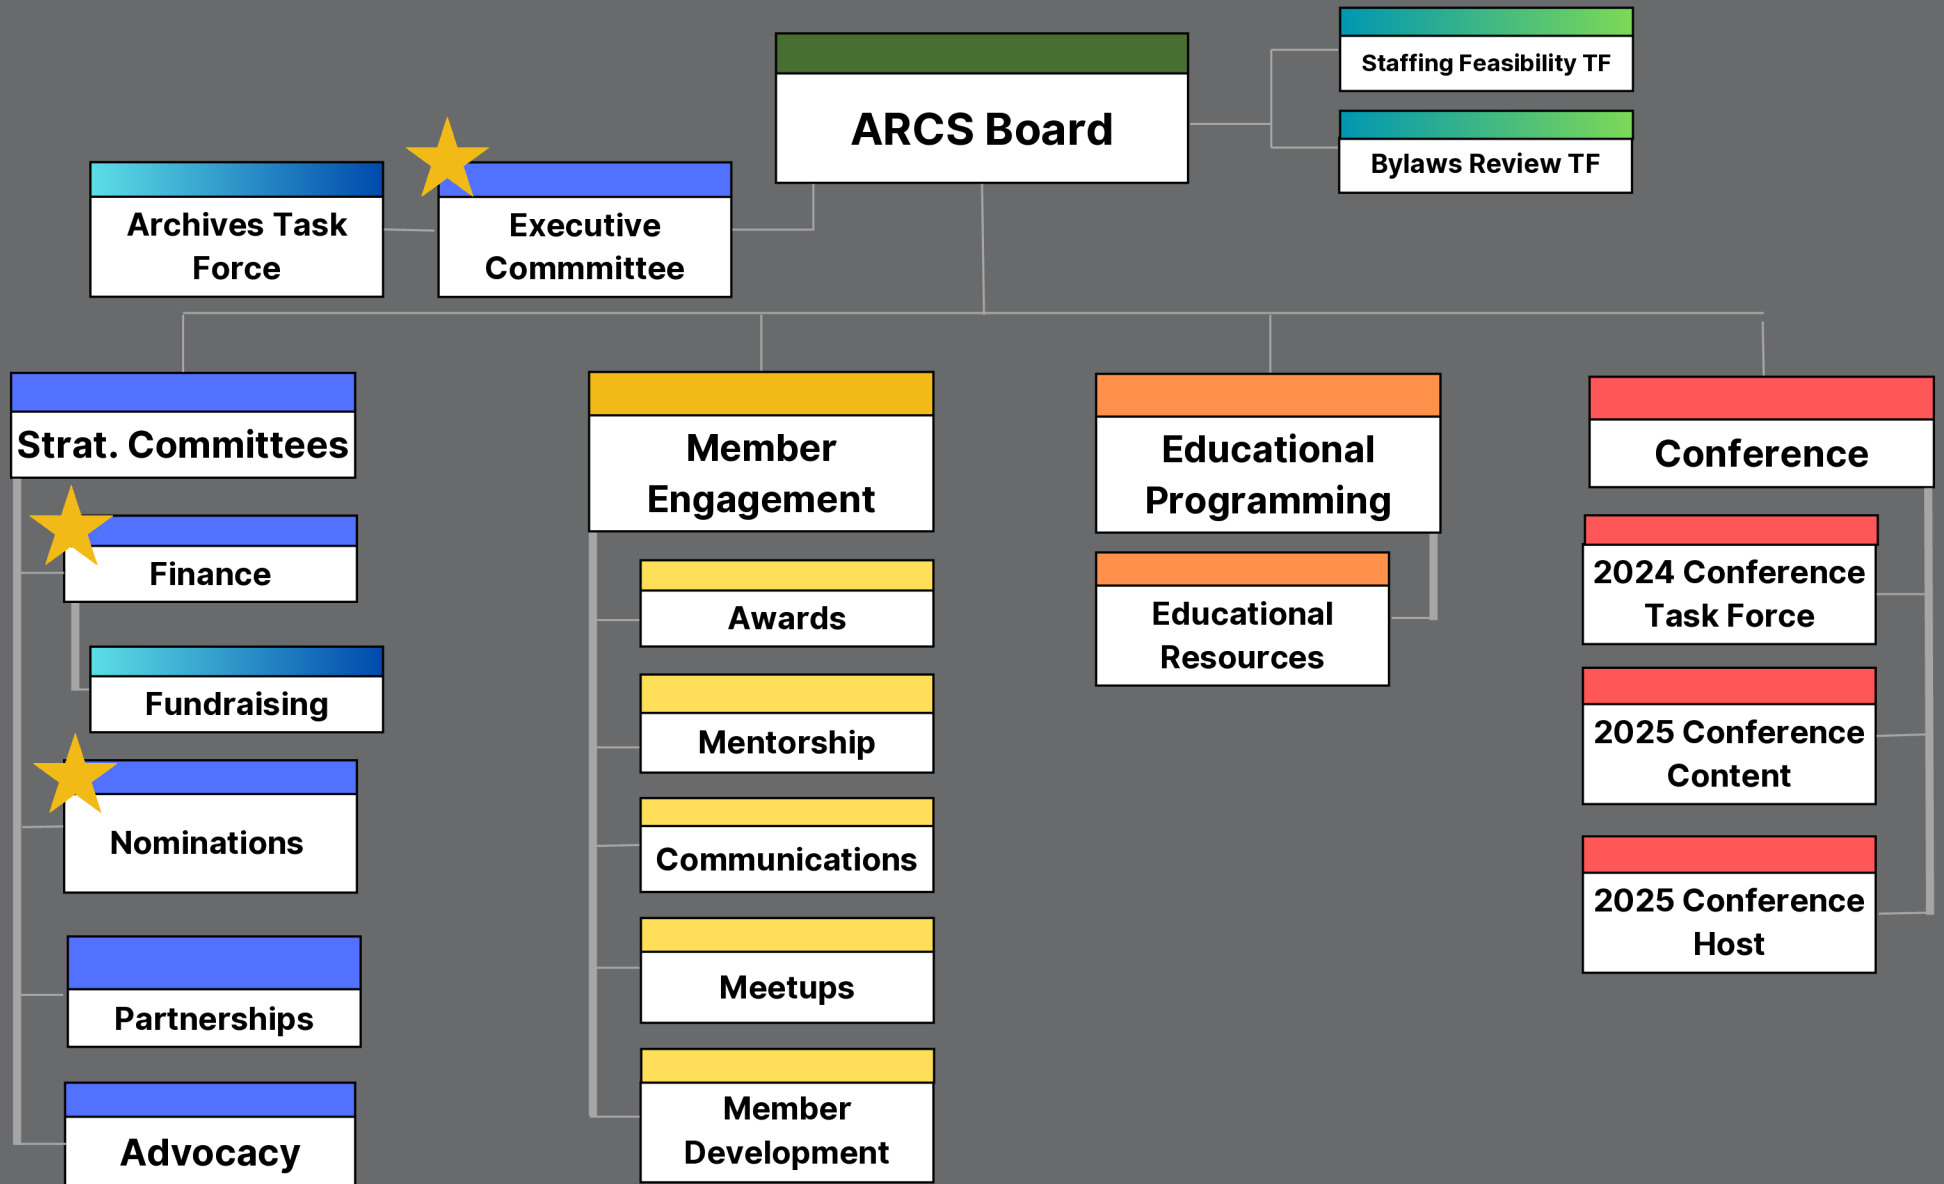 Staffing Feasibility TF
ARCS Board
Bylaws Review TF
Archives Task
Force
Executive
Commmittee
Strat. Committees
Finance
Fundraising
Nominations
Partnerships
Advocacy
Member
Engagement
Awards
Mentorship
Communications
Meetups
Member
Development
Educational
Programming
Educational
Resources
Conference
2024 Conference
Task Force
2025 Conference
Content
2025 Conference
Host